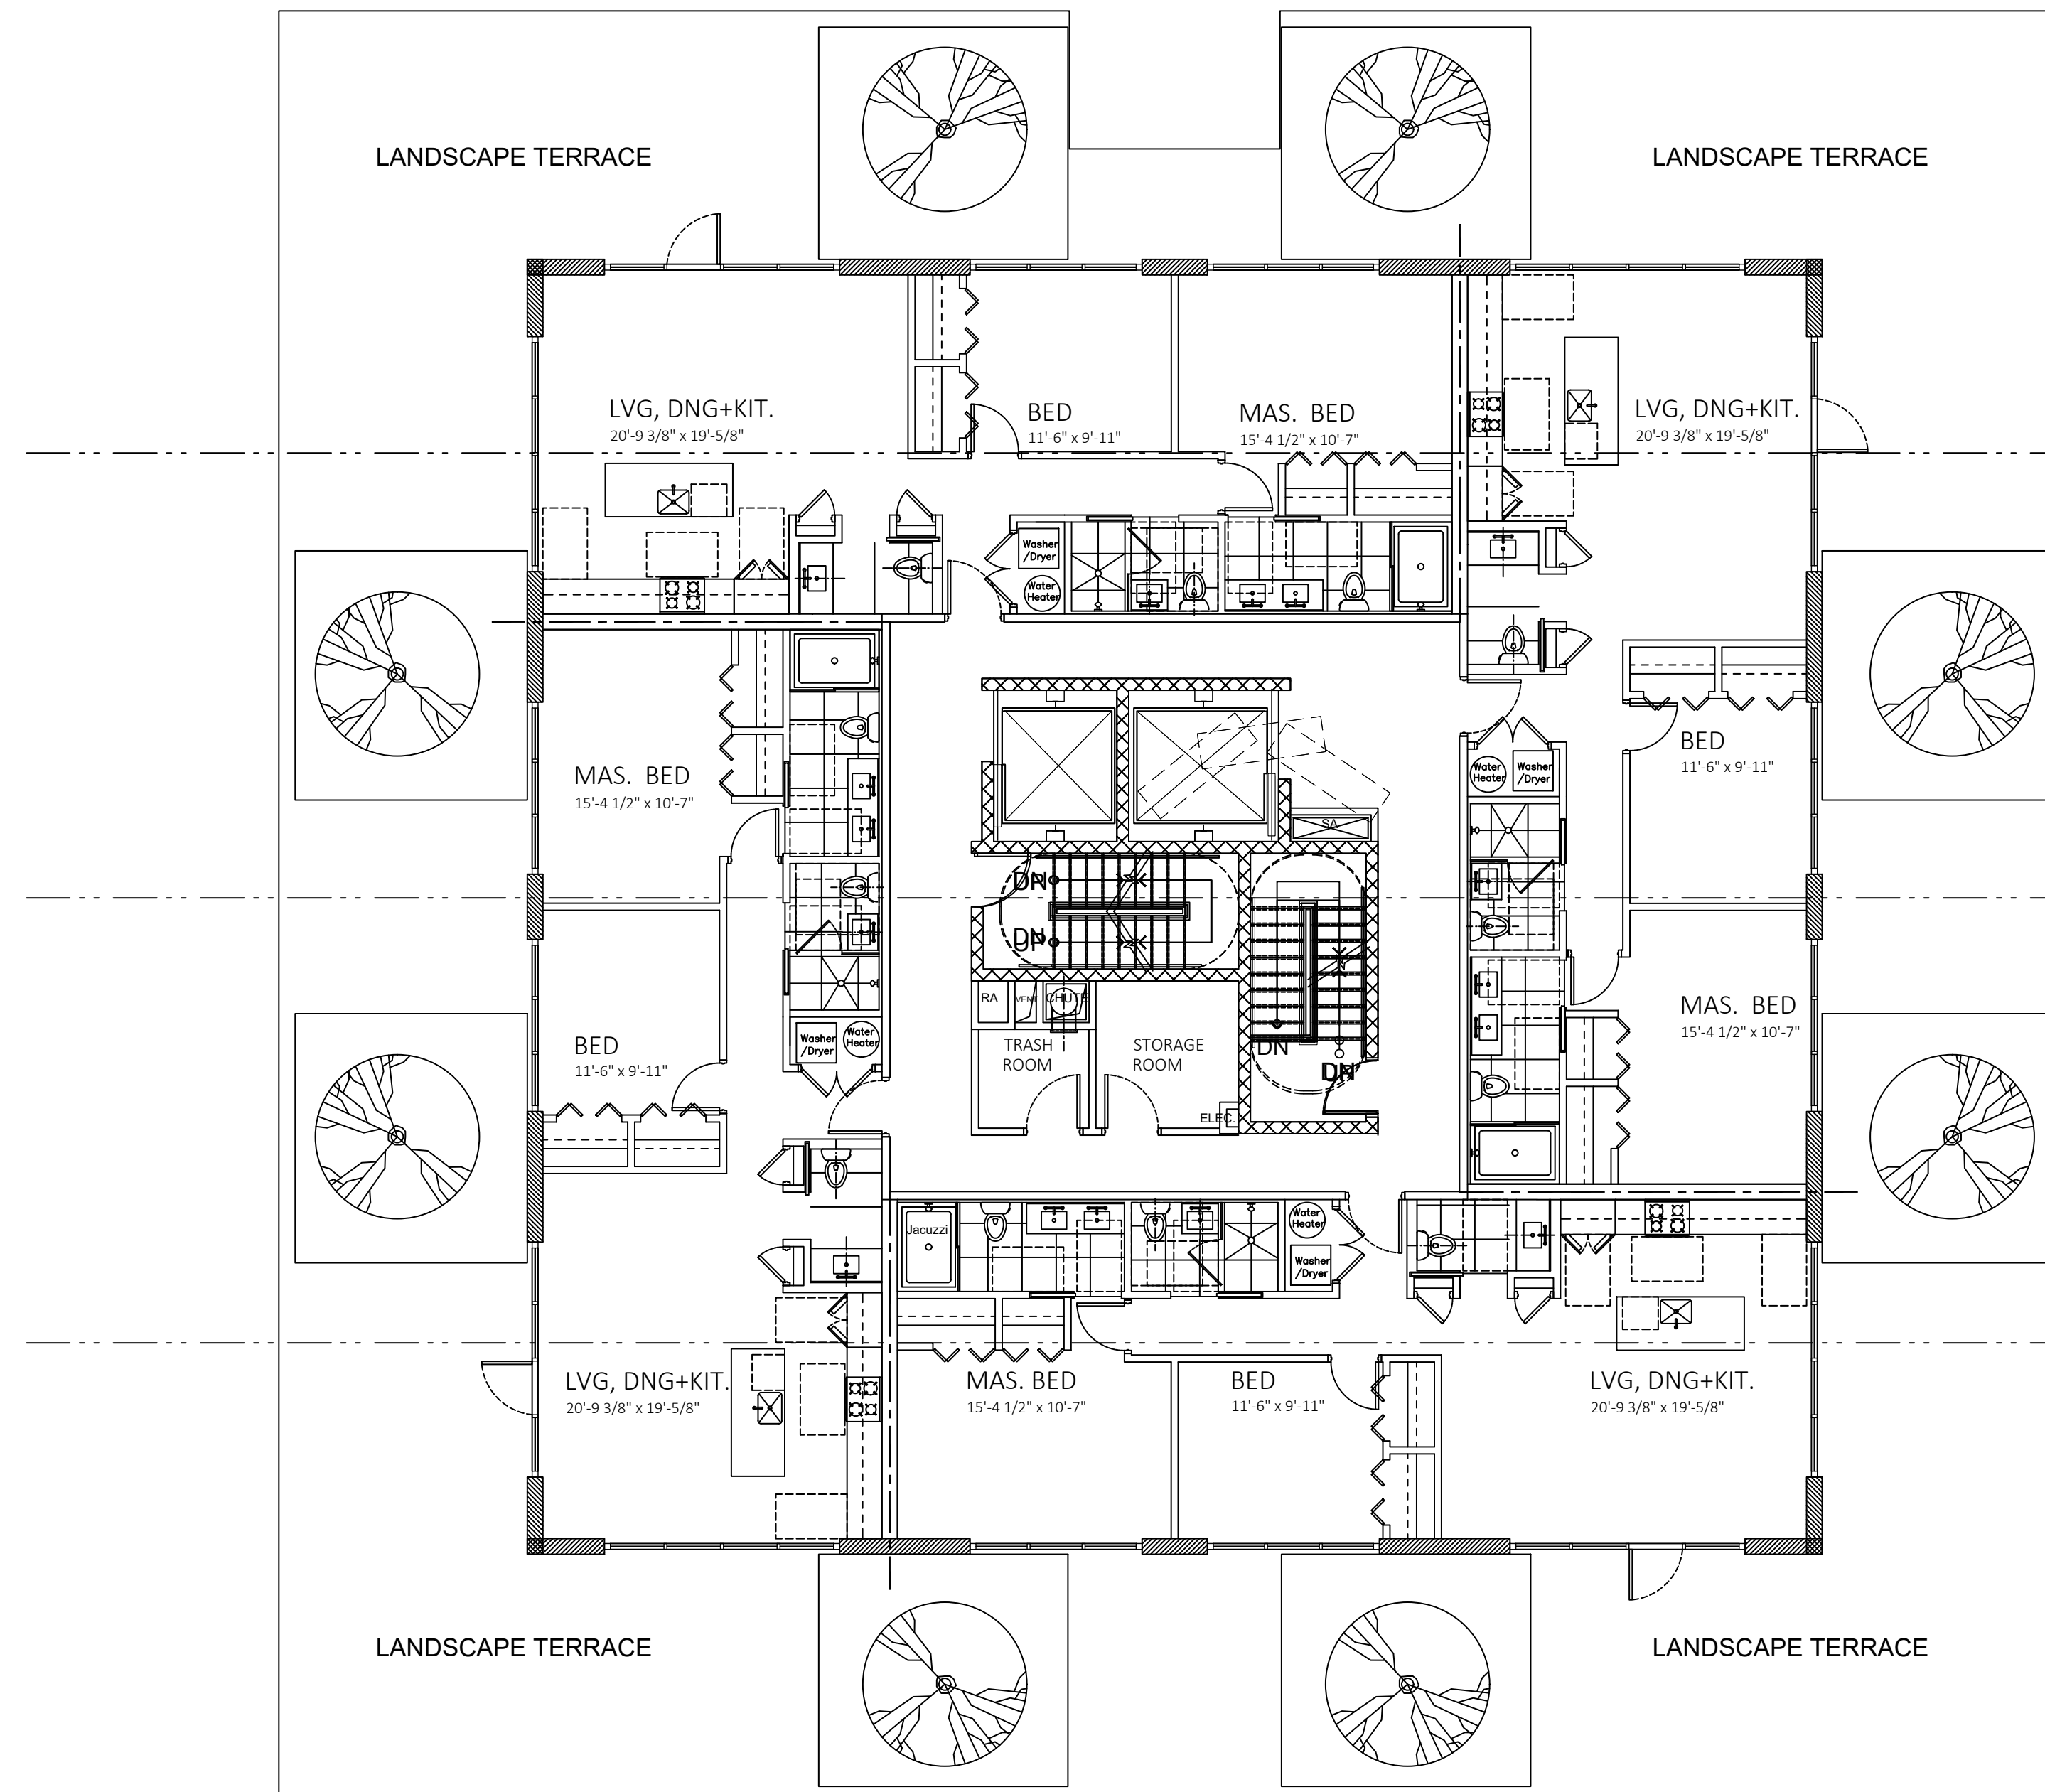 LANDSCAPE TERRACE
LANDSCAPE TERRACE
LVG, DNG+KIT.
20'-9 3/8" x 19'-5/8"
BED
11'-6" x 9'-11"
MAS. BED
15'-4 1/2" x 10'-7"
LVG, DNG+KIT.
20'-9 3/8" x 19'-5/8"
Washer
/Dryer
Water
Heater
MAS. BED
15'-4 1/2" x 10'-7"
BED
11'-6" x 9'-11"
Water
Heater
Washer
/Dryer
SA
DN
DN
RA
VENT
CHUTE
MAS. BED
15'-4 1/2" x 10'-7"
BED
11'-6" x 9'-11"
Washer
/Dryer
Water
Heater
TRASH
ROOM
STORAGE
ROOM
DN
DN
ELEC.
Jacuzzi
Water
Heater
Washer
/Dryer
LVG, DNG+KIT.
20'-9 3/8" x 19'-5/8"
MAS. BED
15'-4 1/2" x 10'-7"
BED
11'-6" x 9'-11"
LVG, DNG+KIT.
20'-9 3/8" x 19'-5/8"
LANDSCAPE TERRACE
LANDSCAPE TERRACE